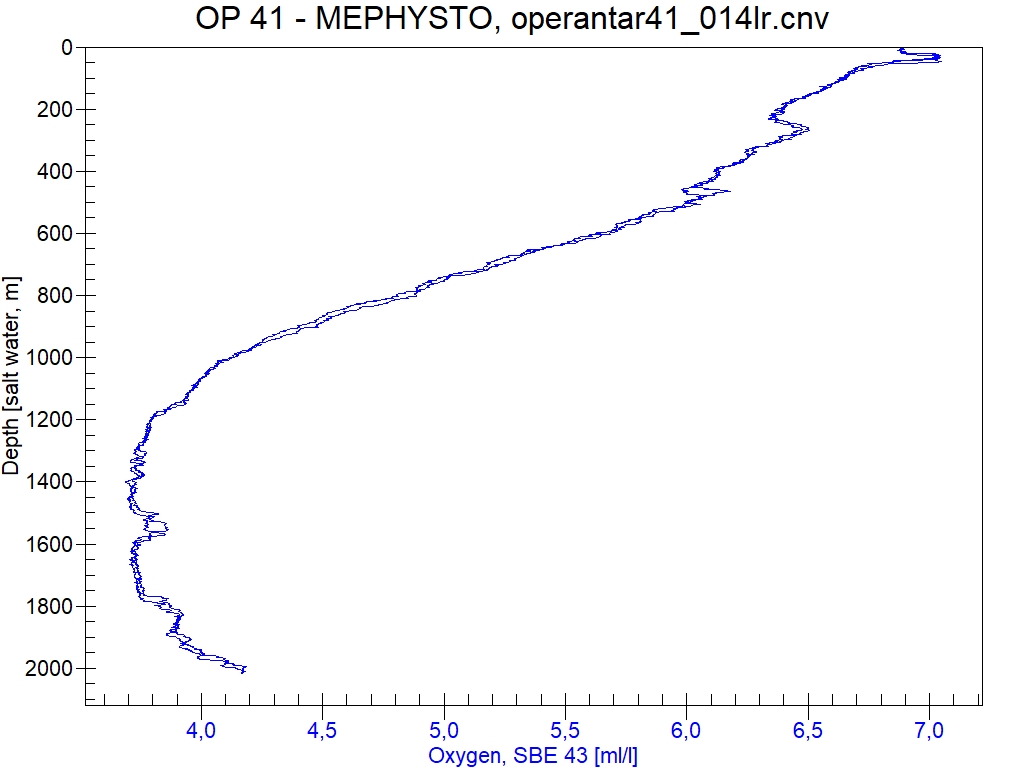 OP 41 - MEPHYSTO, operantar41_014lr.cnv
0
200
400
600
800
1000
1200
1400
1600
1800
2000
Depth [salt water, m]
4,0 4,5 5,0 5,5 6,0 6,5 7,0
Oxygen, SBE 43 [ml/l]